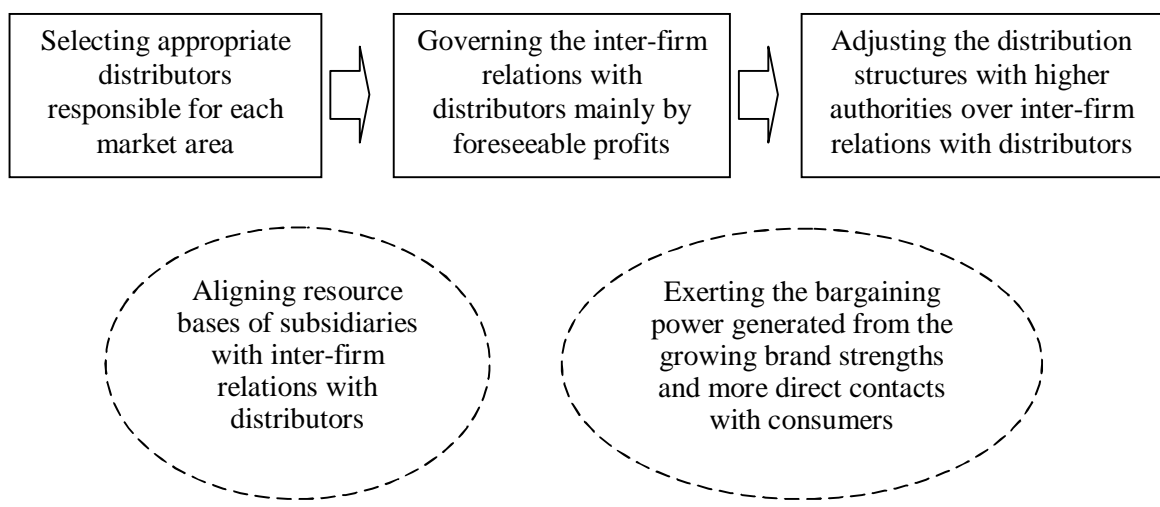 Selecting appropriate
distributors
responsible for each
market area
Governing the inter-firm
relations with
distributors mainly by
foreseeable profits
Adjusting the distribution
structures with higher
authorities over inter-firm
relations with distributors
Aligning resource
bases of subsidiaries
with inter-firm
relations with
distributors
Exerting the bargaining
power generated from the
growing brand strengths
and more direct contacts
with consumers